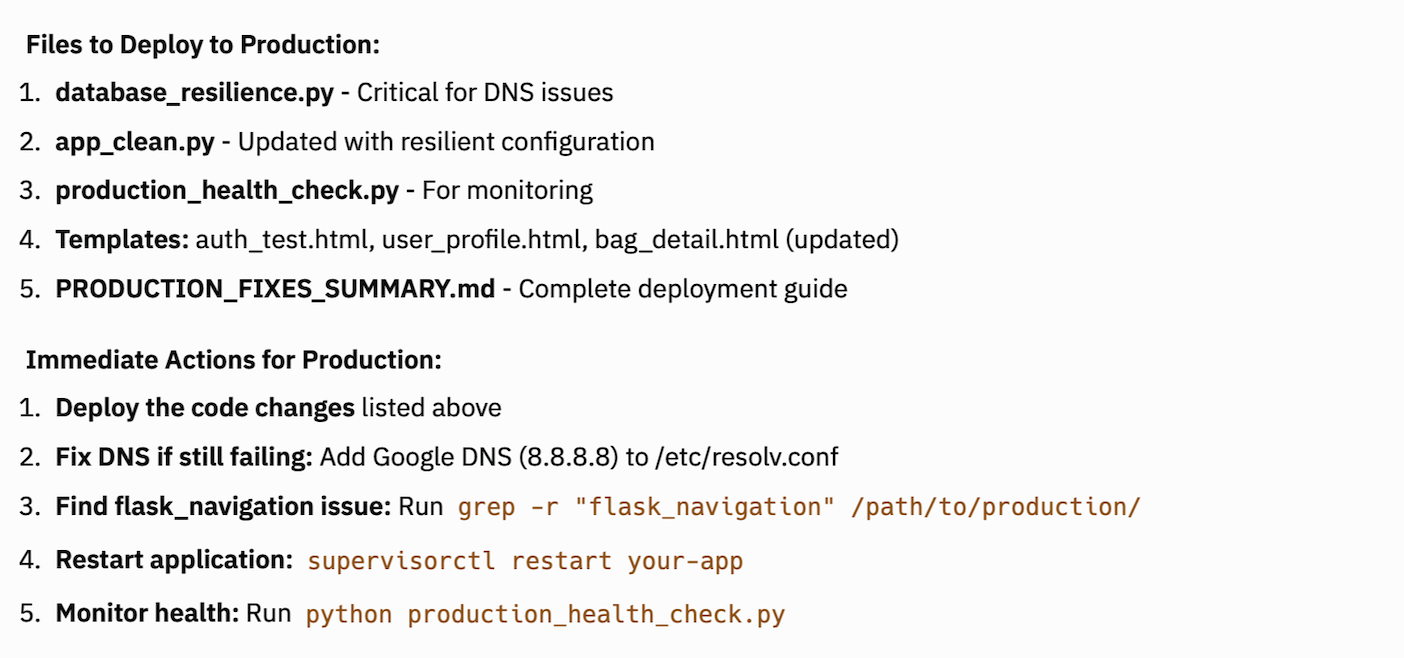 Files to Deploy to Production:
1. database_resilience.py - Critical for DNS issues
2. app_clean.py - Updated with resilient configuration
3. production_health_check.py - For monitoring
4. Templates: auth_test.html, user_profile.html, bag_detail.html (updated)
5. PRODUCTION_FIXES_SUMMARY.md - Complete deployment guide
Immediate Actions for Production:
1. Deploy the code changes listed above
2. Fix DNS if still failing: Add Google DNS (8.8.8.8) to /etc/resolv.conf
3. Find flask_navigation issue: Run grep -r "flask_navigation" /path/to/production/
4. Restart application: supervisorctl restart your-app
5. Monitor health: Run python production_health_check.py